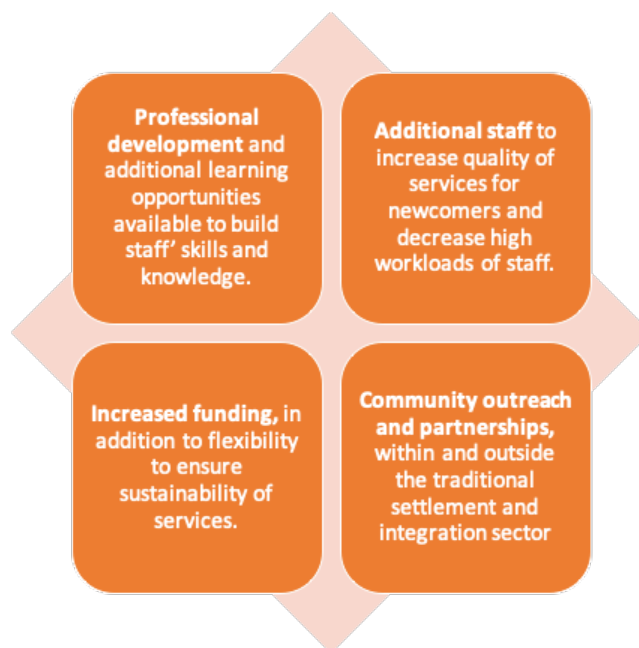 Professional
development and
additional learning
opportunities
available to build
staff' skills and
knowledge.
Additional staff to
increase quality of
services for
newcomers and
decrease high
workloads of staff.
Increased funding, in
addition to flexibility
to ensure
sustainability of
services.
Community outreach
and partnerships,
within and outside
the traditional
settlement and
integration sector